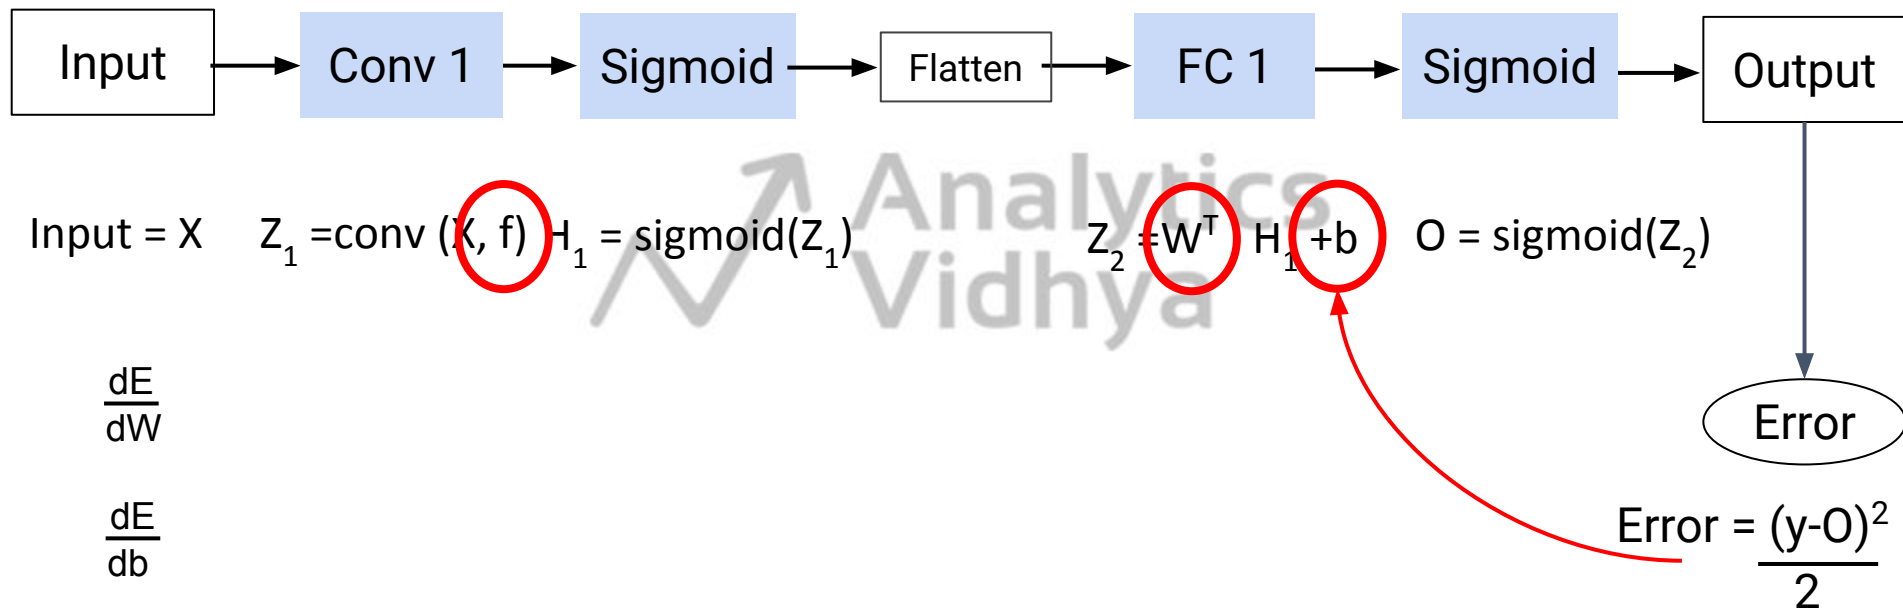 Input Conv 1 Sigmoid Flatten FC 1 Sigmoid Output
Analytics
Vidhya
Input = X Z₁ =conv (X, f) H₁ = sigmoid(Z₁) Z₂ =Wᵀ H₁ +b O = sigmoid(Z₂)
dE
dW
Error
dE
db
Error = (y-O)²
2